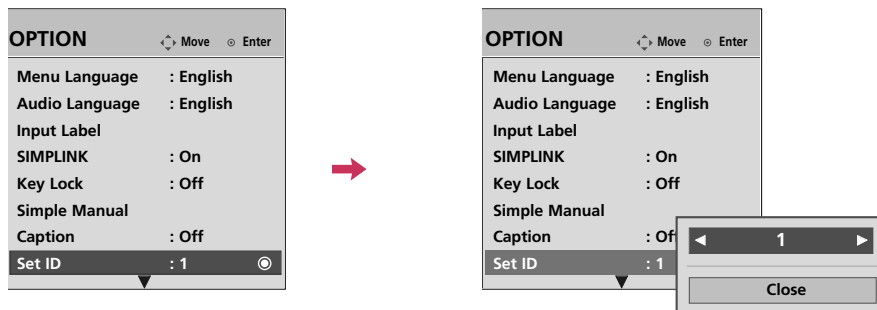 OPTION Move Enter
Menu Language : English
Audio Language : English
Input Label
SIMPLINK : On
Key Lock : Off
Simple Manual
Caption : Off
Set ID : 1
OPTION Move Enter
Menu Language : English
Audio Language : English
Input Label
SIMPLINK : On
Key Lock : Off
Simple Manual
Caption : Of
Set ID : 1
1
Close